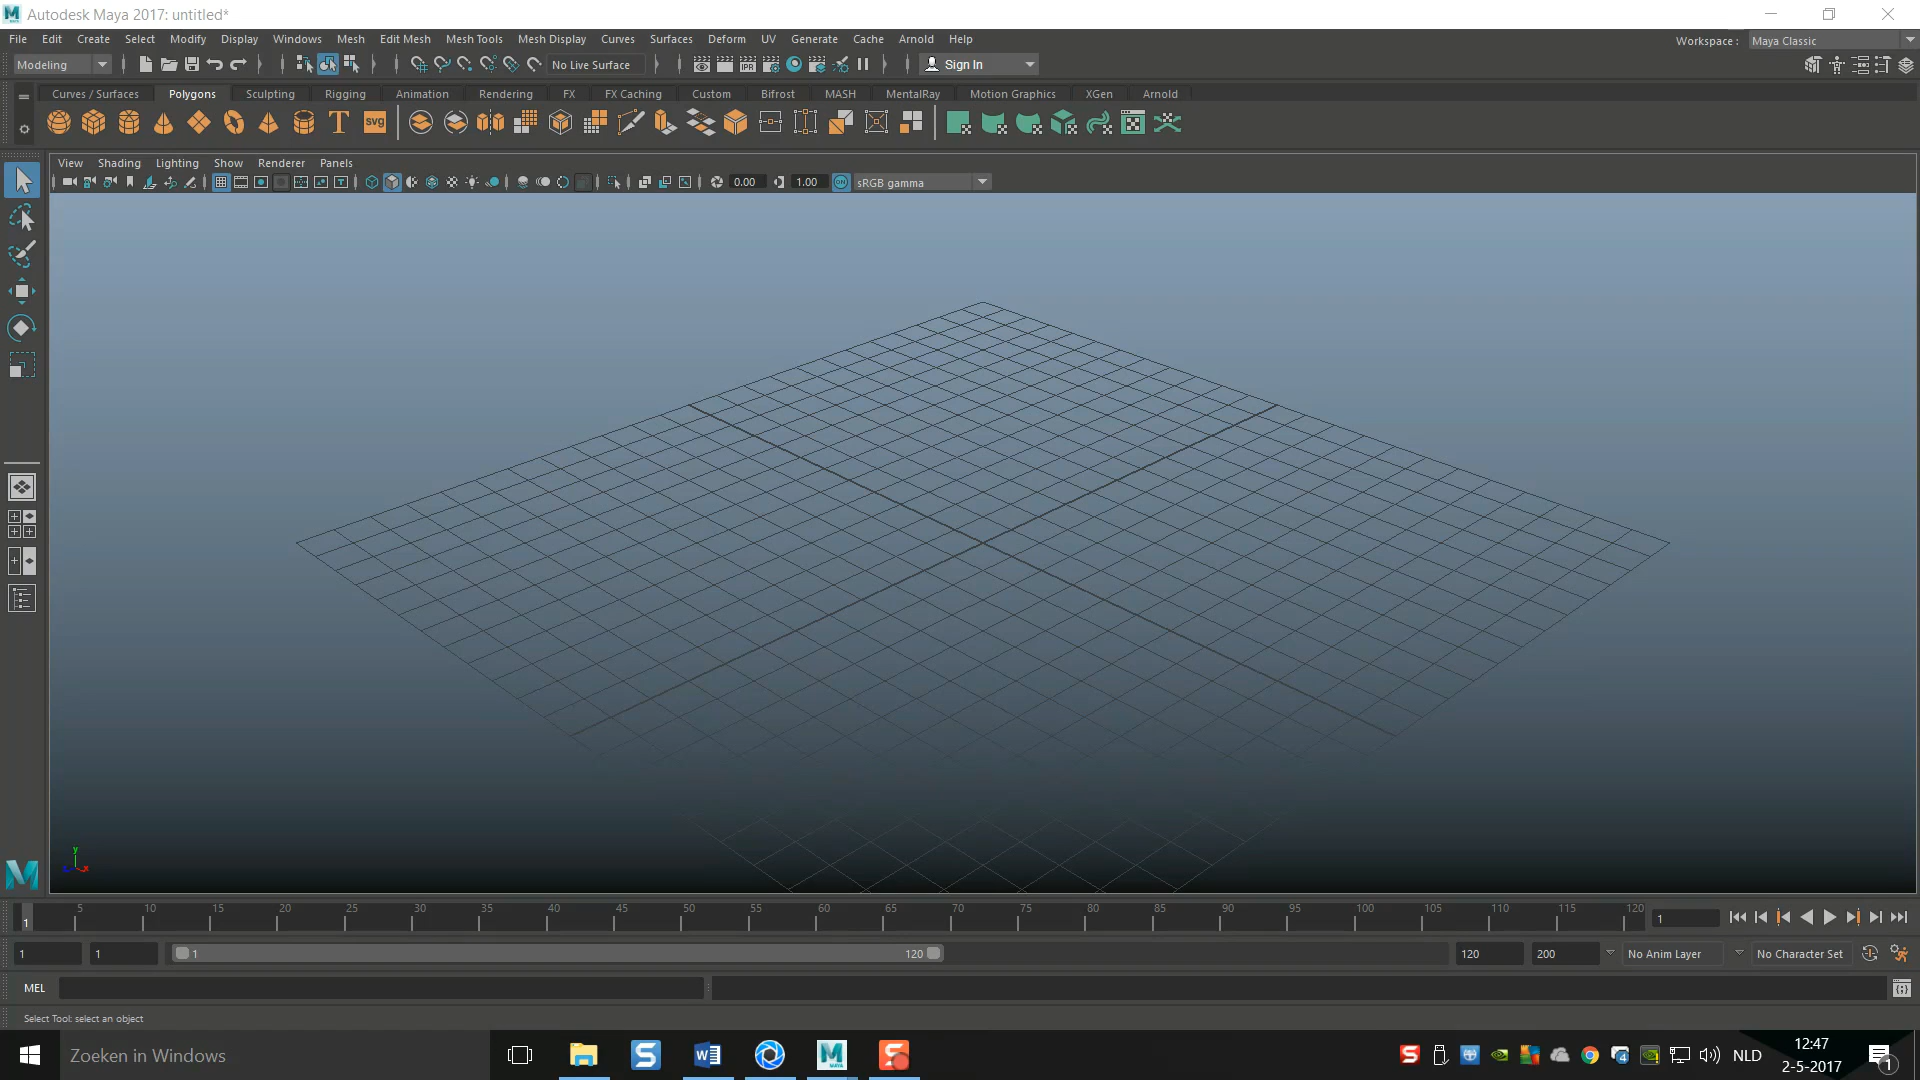 Autodesk Maya 2017: untitled*
File Edit Create Select Modify Display Windows Mesh Edit Mesh Mesh Tools Mesh Display Curves Surfaces Deform UV Generate Cache Arnold Help
Workspace : Maya Classic
Modeling No Live Surface Sign In
Curves / Surfaces Polygons Sculpting Rigging Animation Rendering FX FX Caching Custom Bifrost MASH MentalRay Motion Graphics XGen Arnold
T SVG
View Shading Lighting Show Renderer Panels
0.00 1.00 ON sRGB gamma
y
1 5 10 15 20 25 30 35 40 45 50 55 60 65 70 75 80 85 90 95 100 105 110 115 120 1
1 1 1 120 120 200 No Anim Layer No Character Set
MEL
Select Tool: select an object
Zoeken in Windows
NLD
12:47
2-5-2017
1